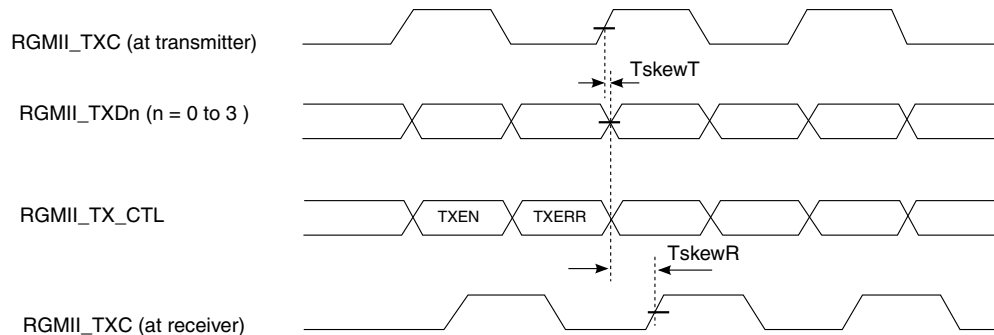 RGMII_TXC (at transmitter)
TskewT
RGMII_TXDn (n = 0 to 3 )
RGMII_TX_CTL
TXEN
TXERR
TskewR
RGMII_TXC (at receiver)